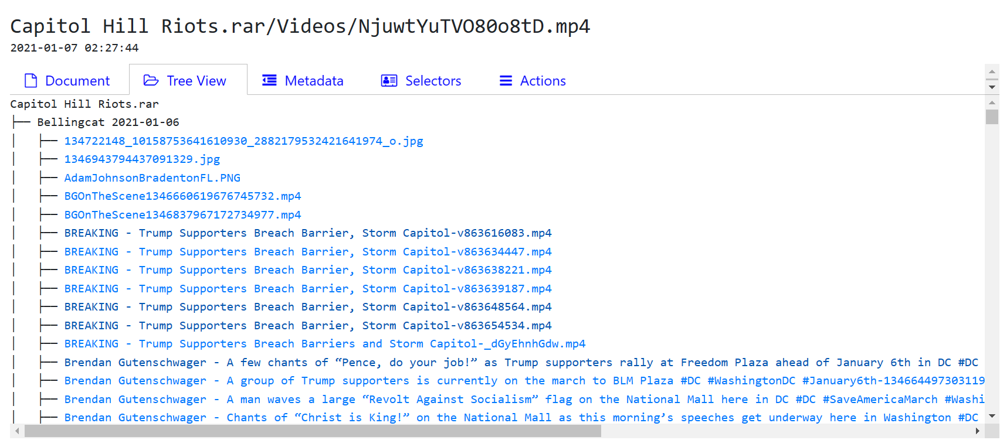 Capitol Hill Riots.rar/Videos/NjuwtYuTVO80o8tD.mp4
2021-01-07 02:27:44
Document Tree View Metadata Selectors Actions
Capitol Hill Riots.rar
├── Bellingcat 2021-01-06
│   ├── 134722148_10158753641610930_2882179532421641974_o.jpg
│   ├── 1346943794437091329.jpg
│   ├── AdamJohnsonBradentonFL.PNG
│   ├── BGOnTheScene1346660619676745732.mp4
│   ├── BGOnTheScene1346837967172734977.mp4
│   ├── BREAKING - Trump Supporters Breach Barrier, Storm Capitol-v863616083.mp4
│   ├── BREAKING - Trump Supporters Breach Barrier, Storm Capitol-v863634447.mp4
│   ├── BREAKING - Trump Supporters Breach Barrier, Storm Capitol-v863638221.mp4
│   ├── BREAKING - Trump Supporters Breach Barrier, Storm Capitol-v863639187.mp4
│   ├── BREAKING - Trump Supporters Breach Barrier, Storm Capitol-v863648564.mp4
│   ├── BREAKING - Trump Supporters Breach Barrier, Storm Capitol-v863654534.mp4
│   ├── BREAKING - Trump Supporters Breach Barriers and Storm Capitol-_dGyEhnhGdw.mp4
│   ├── Brendan Gutenschwager - A few chants of “Pence, do your job!” as Trump supporters rally at Freedom Plaza ahead of January 6th in DC #DC
│   ├── Brendan Gutenschwager - A group of Trump supporters is currently on the march to BLM Plaza #DC #WashingtonDC #January6th-134664497303119
│   ├── Brendan Gutenschwager - A man waves a large “Revolt Against Socialism” flag on the National Mall here in DC #DC #SaveAmericaMarch #Washi
│   ├── Brendan Gutenschwager - Chants of “Christ is King!” on the National Mall as this morning’s speeches get underway here in Washington #DC